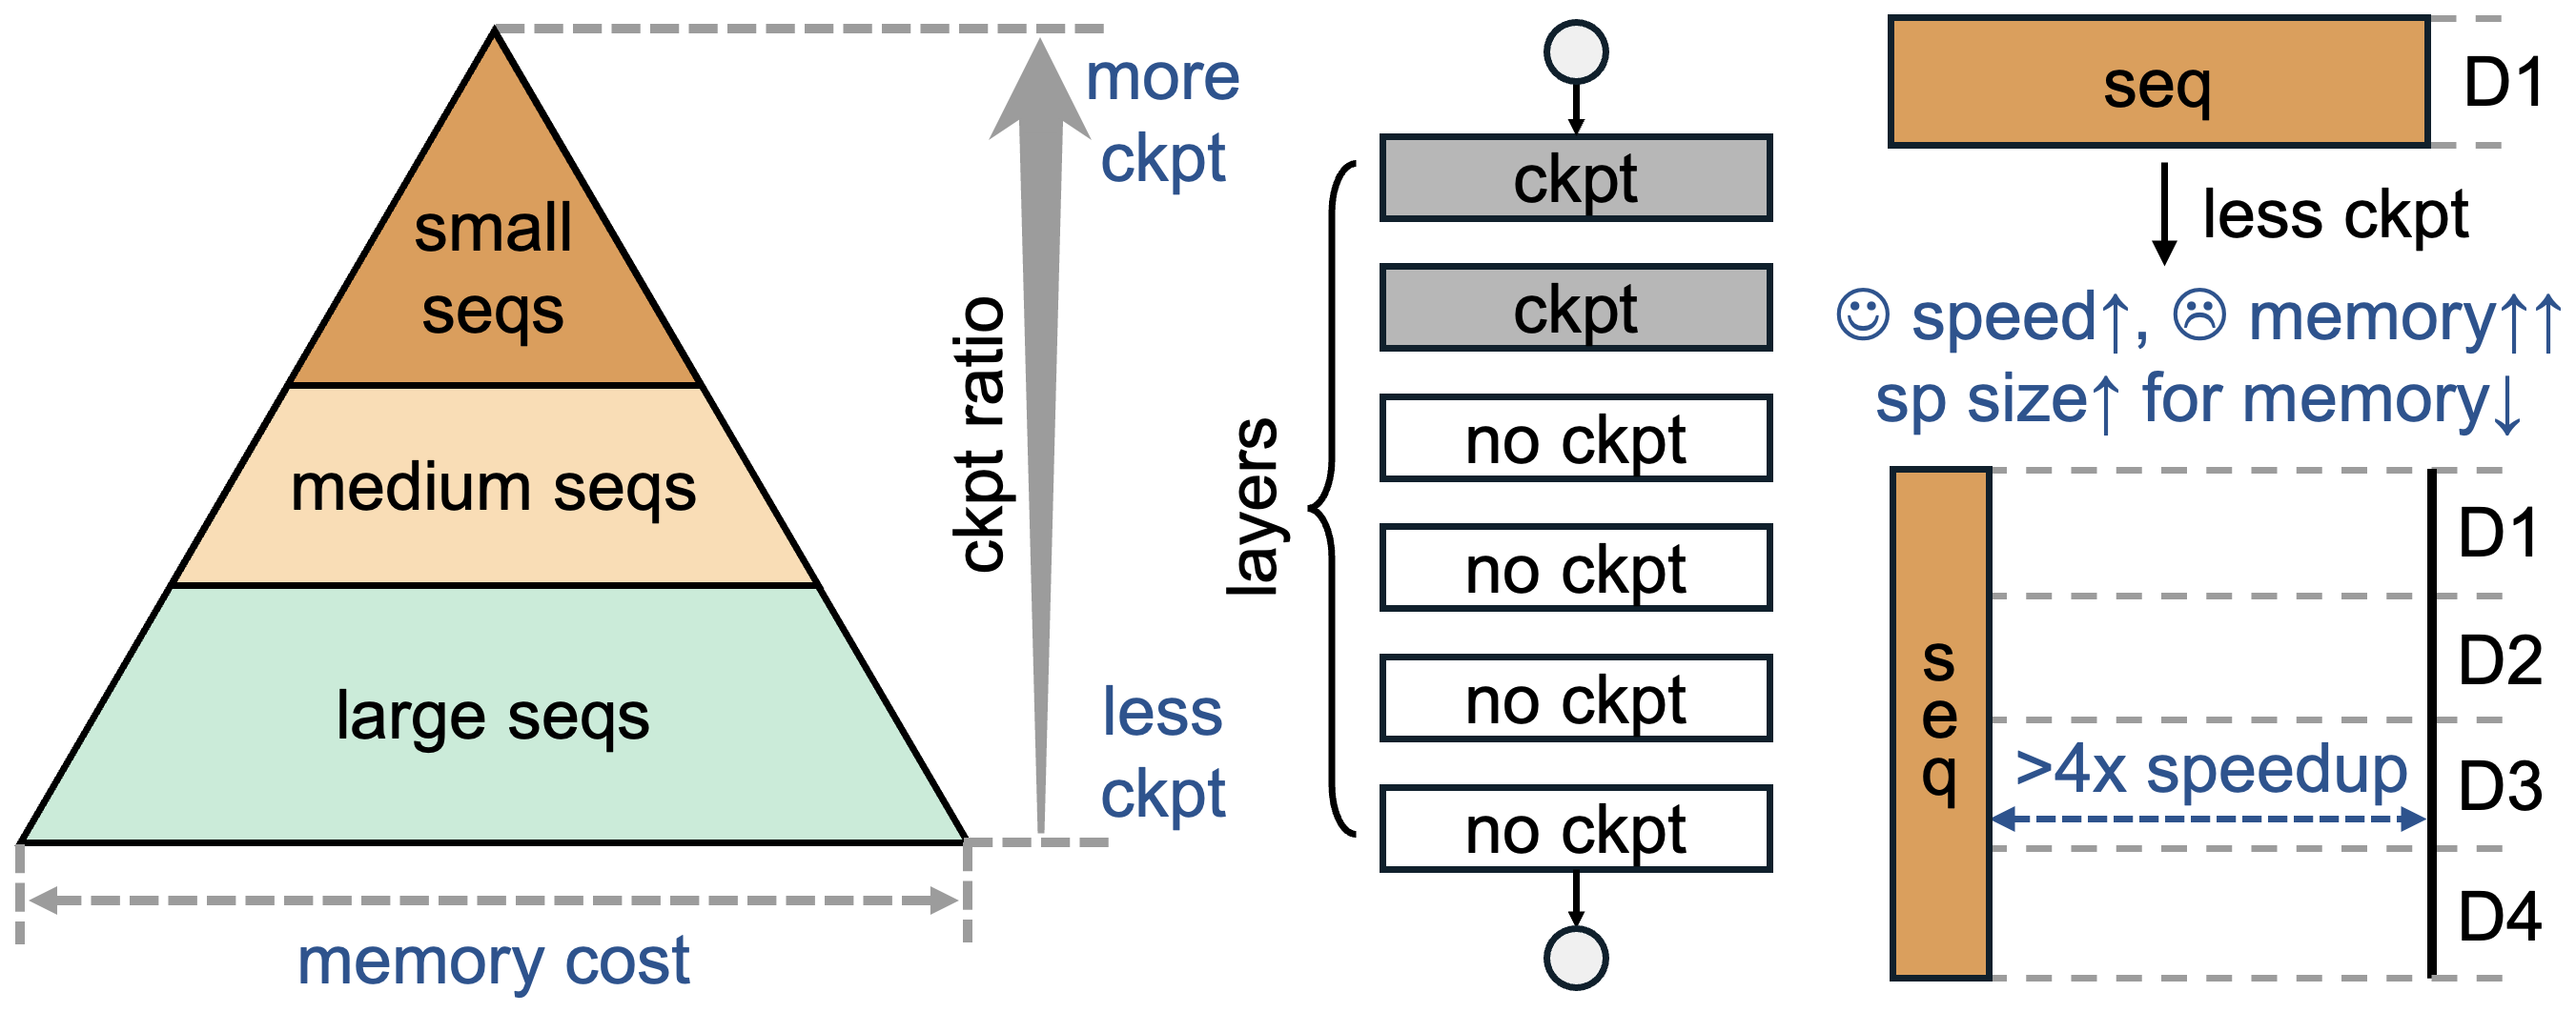 small
seqs
medium seqs
large seqs
memory cost
ckpt ratio
more
ckpt
less
ckpt
layers
ckpt
ckpt
no ckpt
no ckpt
no ckpt
no ckpt
seq
D1
less ckpt
☺ speed↑, ☹ memory↑↑
sp size↑ for memory↓
seq
>4x speedup
D1
D2
D3
D4